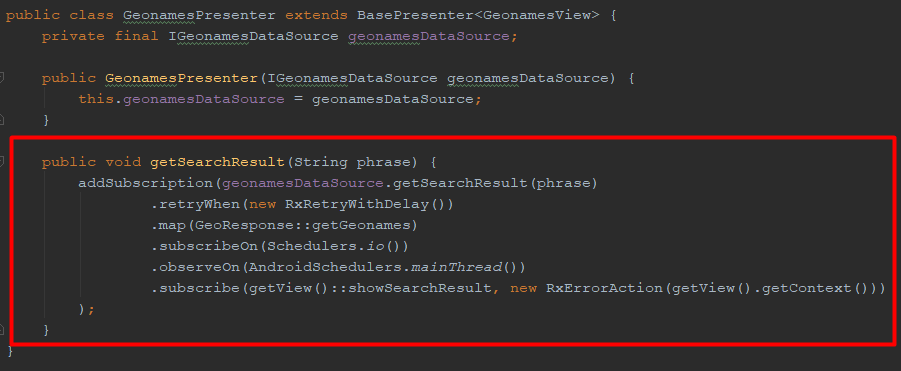 public class GeonamesPresenter extends BasePresenter<GeonamesView> {
private final IGeonamesDataSource geonamesDataSource;
public GeonamesPresenter(IGeonamesDataSource geonamesDataSource) {
this.geonamesDataSource = geonamesDataSource;
}
public void getSearchResult(String phrase) {
addSubscription(geonamesDataSource.getSearchResult(phrase)
.retryWhen(new RxRetryWithDelay())
.map(GeoResponse::getGeonames)
.subscribeOn(Schedulers.io())
.observeOn(AndroidSchedulers.mainThread())
.subscribe(getView()::showSearchResult, new RxErrorAction(getView().getContext()))
);
}
}